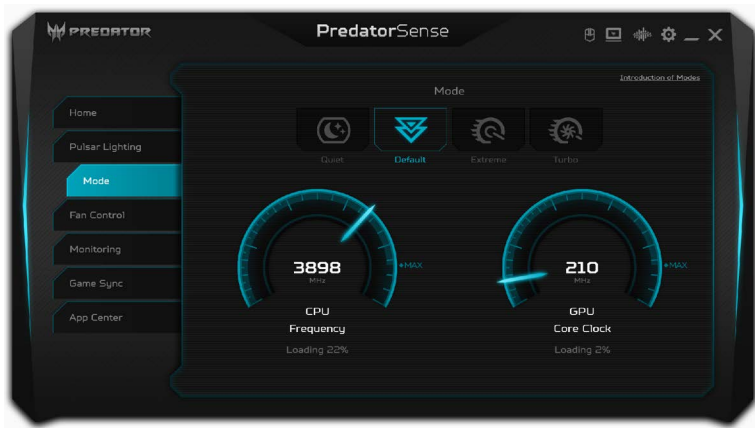 PREDATOR
PredatorSense
Introduction of Modes
Mode
Home
Pulsar Lighting
Mode
Fan Control
Monitoring
Game Sync
App Center
Quiet
Default
Extreme
Turbo
3898
MHz
MAX
CPU
Frequency
Loading 22%
210
MHz
MAX
GPU
Core Clock
Loading 2%